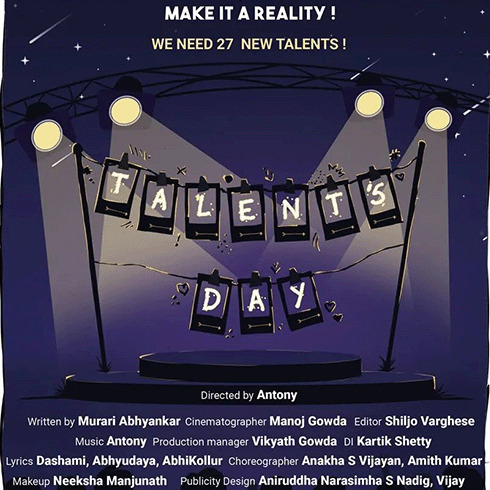 MAKE IT A REALITY !
WE NEED 27 NEW TALENTS !
TALENT'S
DAY
Directed by Antony
Written by Murari Abhyankar Cinematographer Manoj Gowda Editor Shiljo Varghese
Music Antony Production manager Vikyath Gowda DI Kartik Shetty
Lyrics Dashami, Abhyudaya, AbhiKollur Choreographer Anakha S Vijayan, Amith Kumar
Makeup Neeksha Manjunath Publicity Design Aniruddha Narasimha S Nadig, Vijay